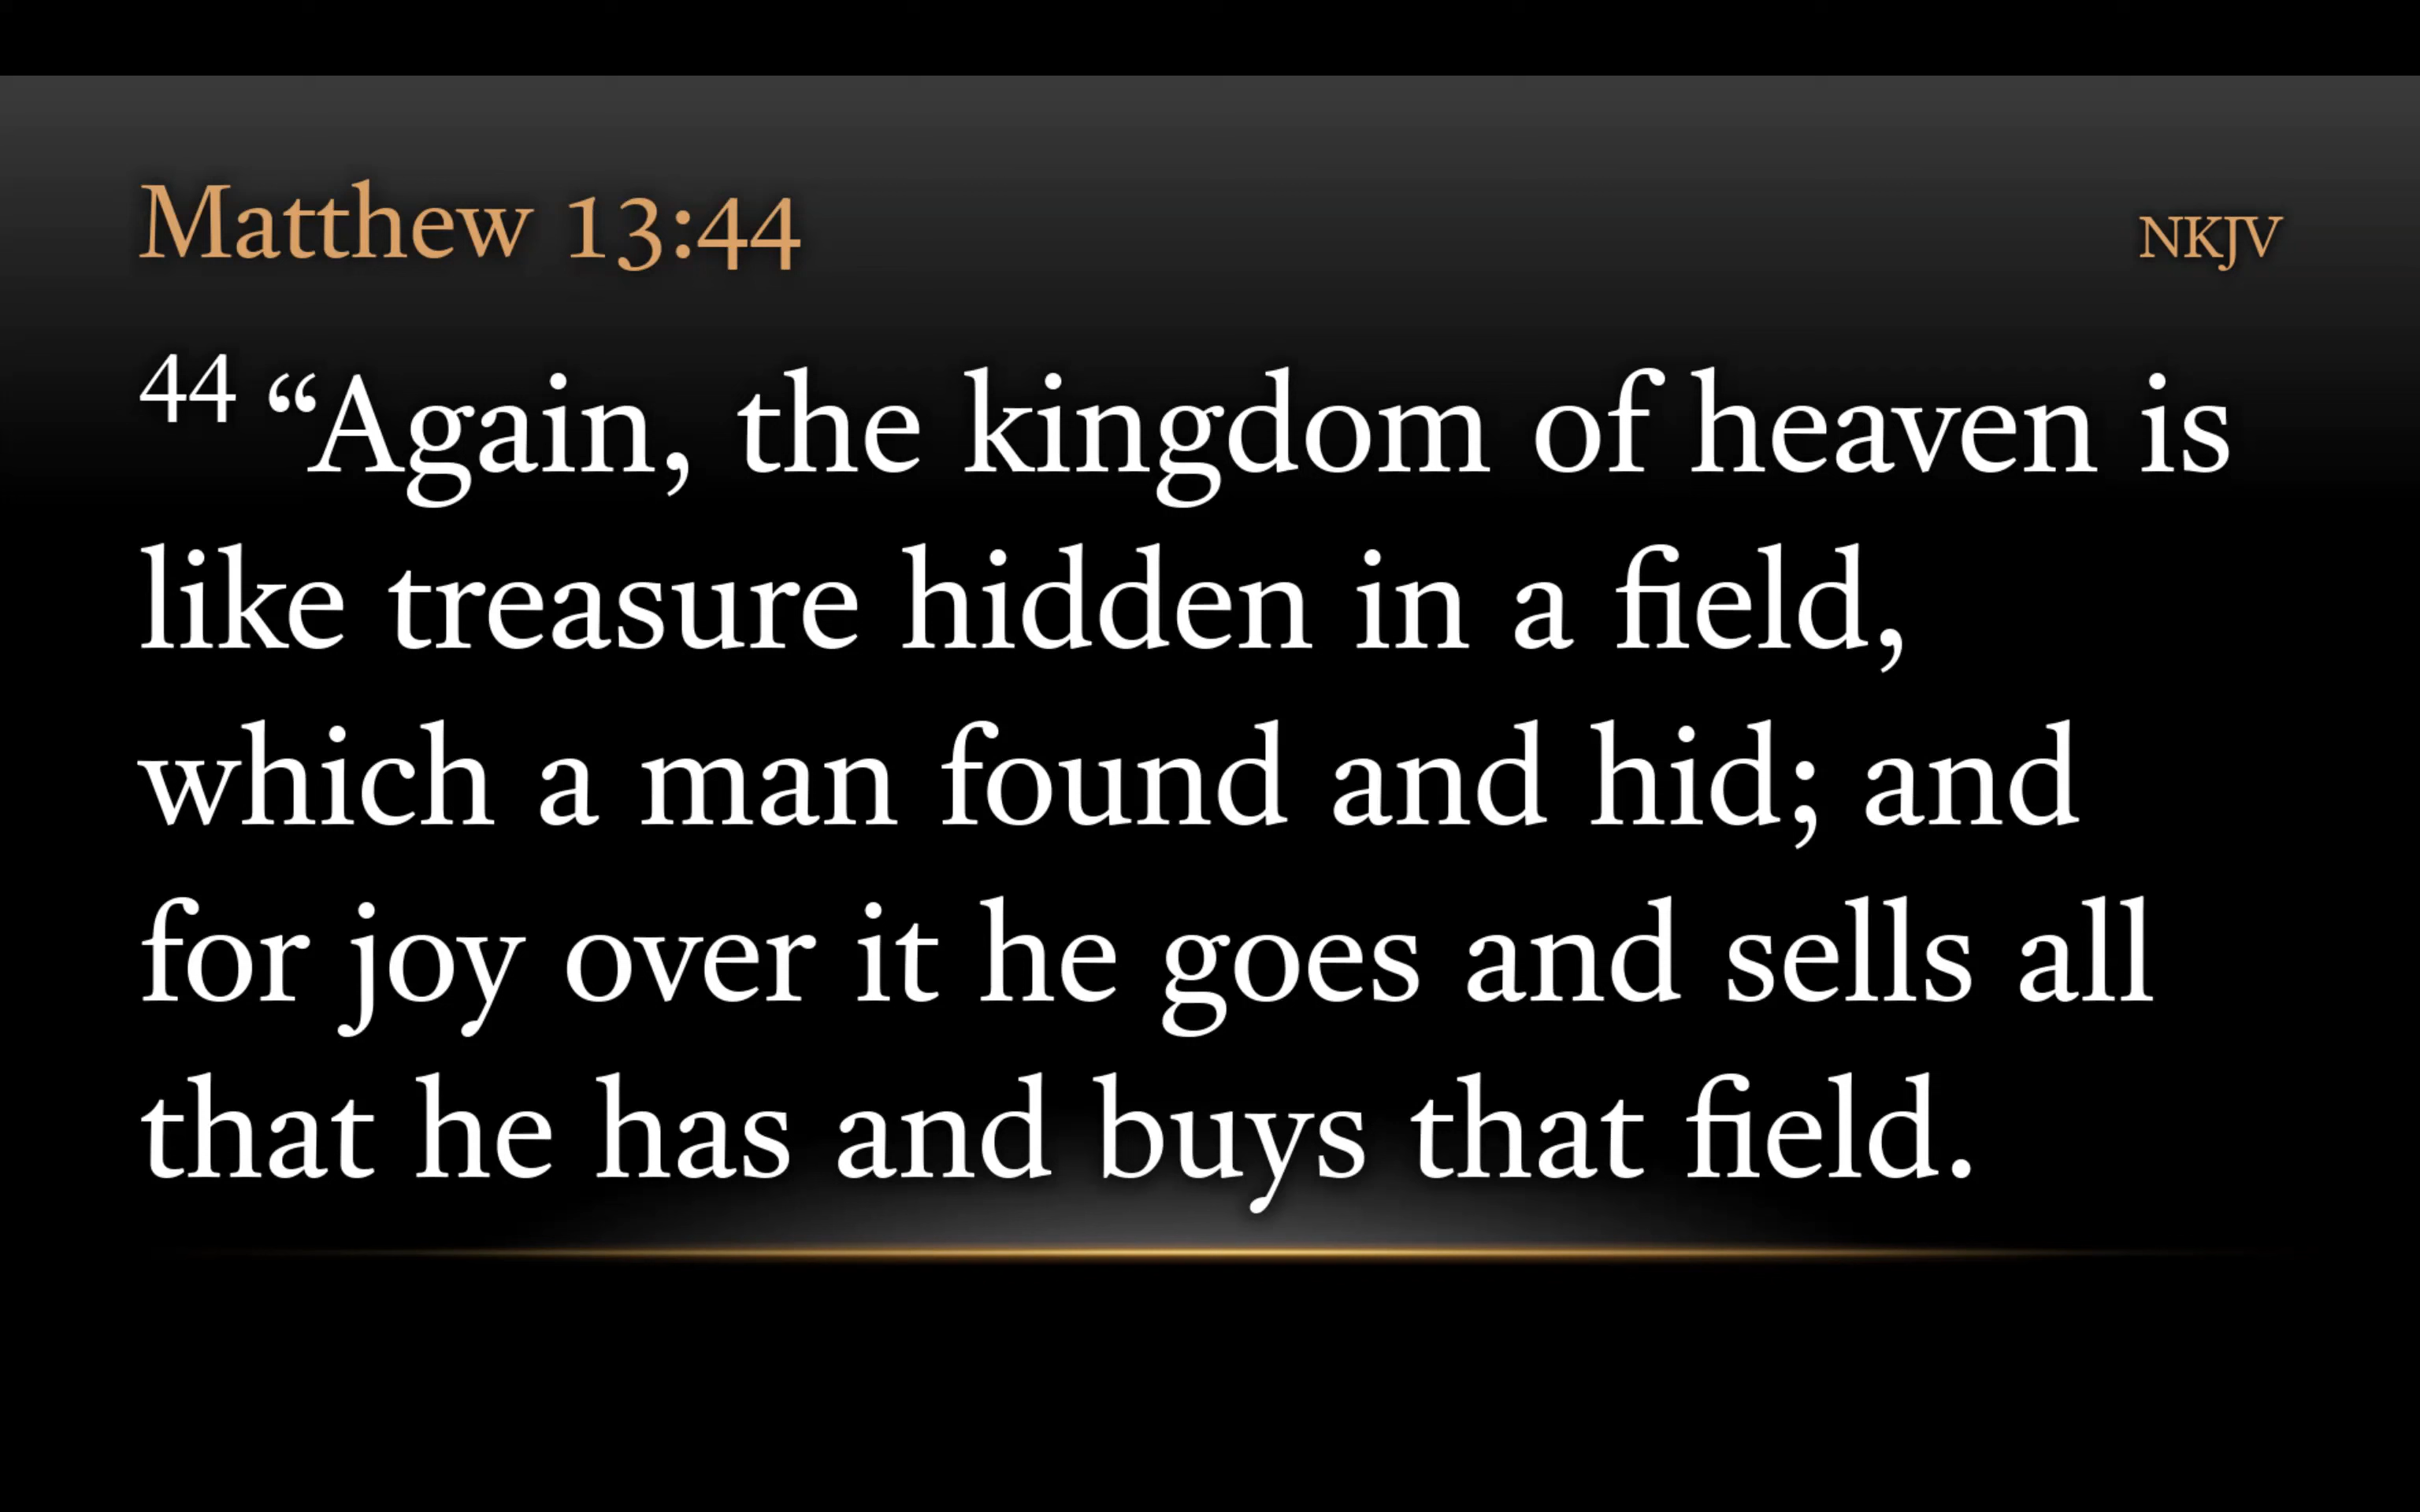 Matthew 13:44 NKJV
44 “Again, the kingdom of heaven is
like treasure hidden in a field,
which a man found and hid; and
for joy over it he goes and sells all
that he has and buys that field.